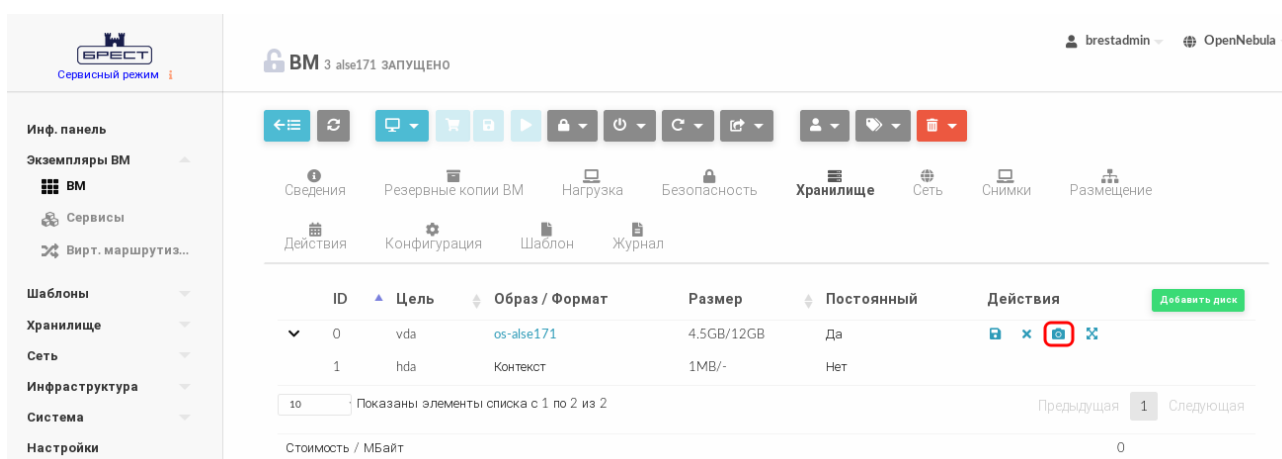 БРЕСТ
Сервисный режим i
ВМ 3 alse171 ЗАПУЩЕНО
brestadmin OpenNebula
Инф. панель
Экземпляры ВМ
ВМ
Сервисы
Вирт. маршрутиз...
Шаблоны
Хранилище
Сеть
Инфраструктура
Система
Настройки
Сведения Резервные копии ВМ Нагрузка Безопасность Хранилище Сеть Снимки Размещение
Действия Конфигурация Шаблон Журнал
ID Цель Образ / Формат Размер Постоянный Действия Добавить диск
0 vda os-alse171 4.5GB/12GB Да
1 hda Контекст 1MB/- Нет
10 Показаны элементы списка с 1 по 2 из 2 Предыдущая 1 Следующая
Стоимость / МБайт 0